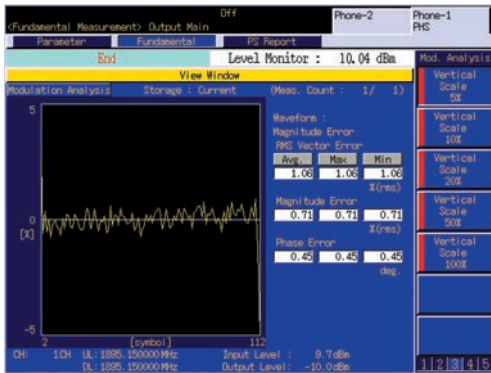 Off
<Fundamental Measurement> Output Main
Phone-2
Phone-1
PHS
Parameter
Fundamental
PS Report
End
Level Monitor : 10.04 dBm
Mod. Analysis
View Window
Modulation Analysis
Storage : Current
(Meas. Count : 1/ 1)
Vertical
Scale
5%
Vertical
Scale
10%
Vertical
Scale
20%
Vertical
Scale
50%
Vertical
Scale
100%
1 2 3 4 5
5
0
[%]
-5
2
[symbol]
112
Waveform :
Magnitude Error
RMS Vector Error
Avg. Max Min
1.06 1.06 1.06
%(rms)
Magnitude Error
0.71 0.71 0.71
%(rms)
Phase Error
0.45 0.45 0.45
deg.
CH: 1CH UL: 1895.150000MHz Input Level : 9.7dBm
DL: 1895.150000MHz Output Level: -10.0dBm